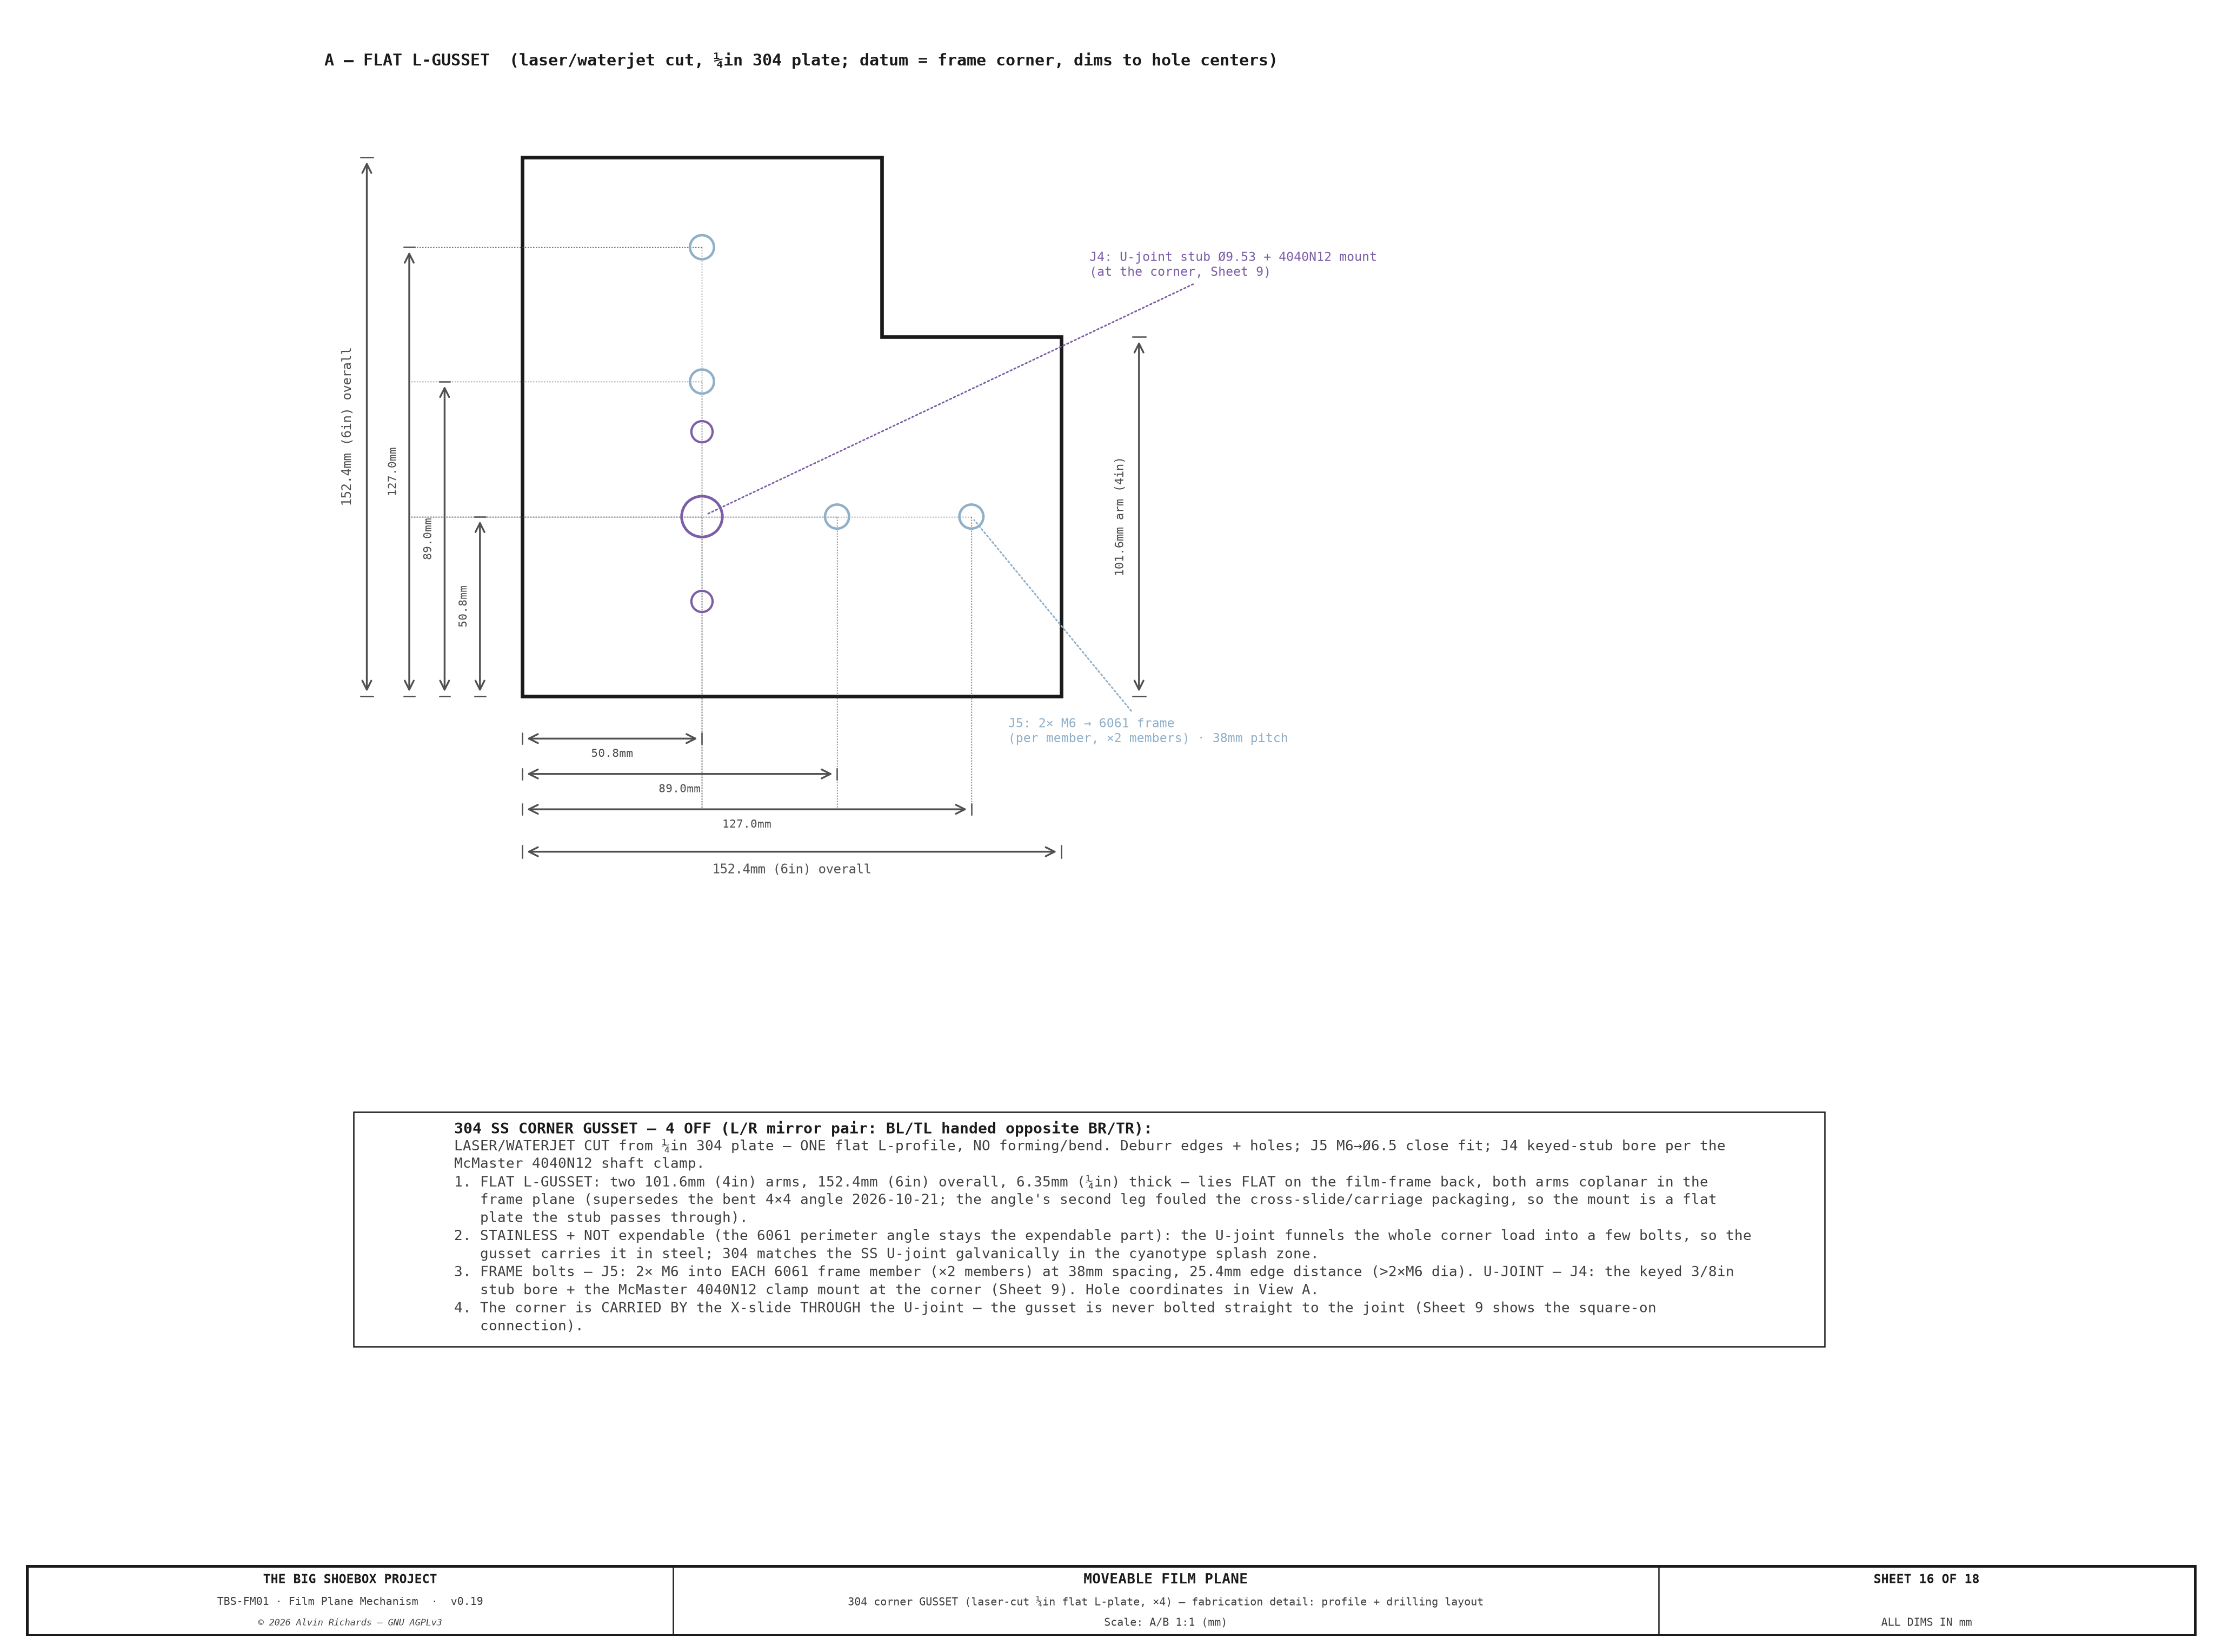 A — FLAT L-GUSSET  (laser/waterjet cut, ¼in 304 plate; datum = frame corner, dims to hole centers)
J4: U-joint stub Ø9.53 + 4040N12 mount
(at the corner, Sheet 9)
152.4mm (6in) overall
127.0mm
89.0mm
50.8mm
101.6mm arm (4in)
J5: 2× M6 → 6061 frame
(per member, ×2 members) · 38mm pitch
50.8mm
89.0mm
127.0mm
152.4mm (6in) overall
304 SS CORNER GUSSET — 4 OFF (L/R mirror pair: BL/TL handed opposite BR/TR):
LASER/WATERJET CUT from ¼in 304 plate — ONE flat L-profile, NO forming/bend. Deburr edges + holes; J5 M6→Ø6.5 close fit; J4 keyed-stub bore per the
McMaster 4040N12 shaft clamp.
1. FLAT L-GUSSET: two 101.6mm (4in) arms, 152.4mm (6in) overall, 6.35mm (¼in) thick — lies FLAT on the film-frame back, both arms coplanar in the
frame plane (supersedes the bent 4×4 angle 2026-10-21; the angle's second leg fouled the cross-slide/carriage packaging, so the mount is a flat
plate the stub passes through).
2. STAINLESS + NOT expendable (the 6061 perimeter angle stays the expendable part): the U-joint funnels the whole corner load into a few bolts, so the
gusset carries it in steel; 304 matches the SS U-joint galvanically in the cyanotype splash zone.
3. FRAME bolts — J5: 2× M6 into EACH 6061 frame member (×2 members) at 38mm spacing, 25.4mm edge distance (>2×M6 dia). U-JOINT — J4: the keyed 3/8in
stub bore + the McMaster 4040N12 clamp mount at the corner (Sheet 9). Hole coordinates in View A.
4. The corner is CARRIED BY the X-slide THROUGH the U-joint — the gusset is never bolted straight to the joint (Sheet 9 shows the square-on
connection).
THE BIG SHOEBOX PROJECT
TBS-FM01 · Film Plane Mechanism  ·  v0.19
© 2026 Alvin Richards — GNU AGPLv3
MOVEABLE FILM PLANE
304 corner GUSSET (laser-cut ¼in flat L-plate, ×4) — fabrication detail: profile + drilling layout
Scale: A/B 1:1 (mm)
SHEET 16 OF 18
ALL DIMS IN mm